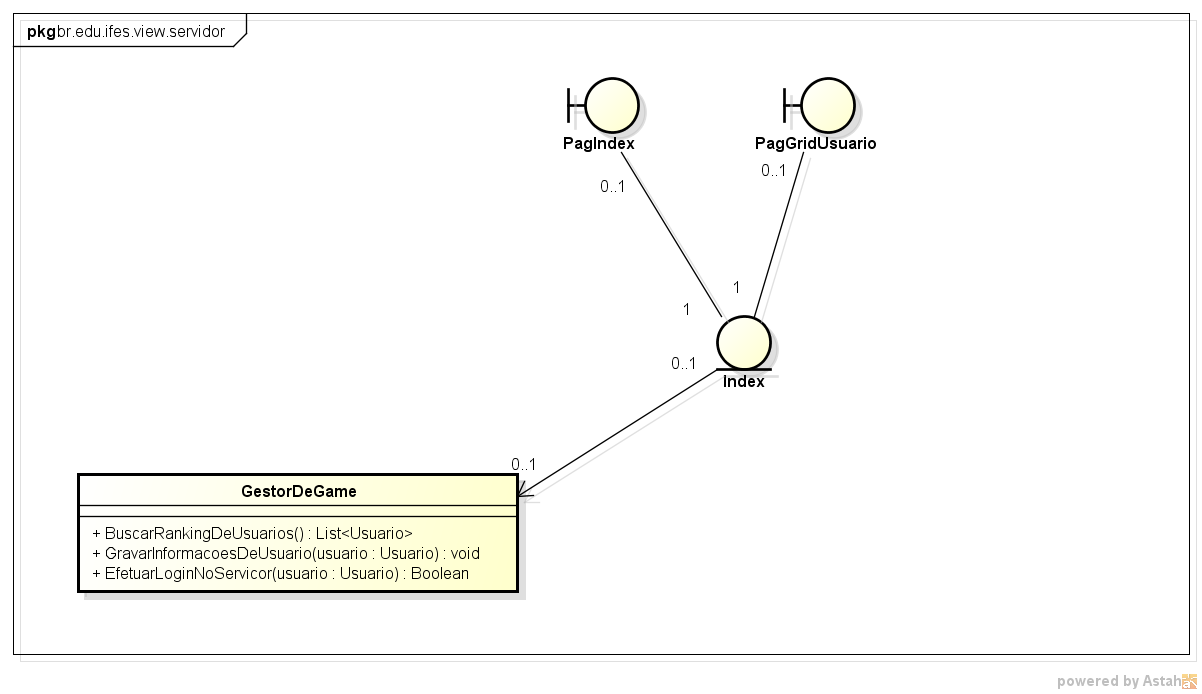 pkg br.edu.ifes.view.servidor
PagIndex
PagGridUsuario
0..1
0..1
1
1
0..1
Index
0..1
GestorDeGame
+ BuscarRankingDeUsuarios() : List<Usuario>
+ GravarInformacoesDeUsuario(usuario : Usuario) : void
+ EfetuarLoginNoServicor(usuario : Usuario) : Boolean
powered by Astah